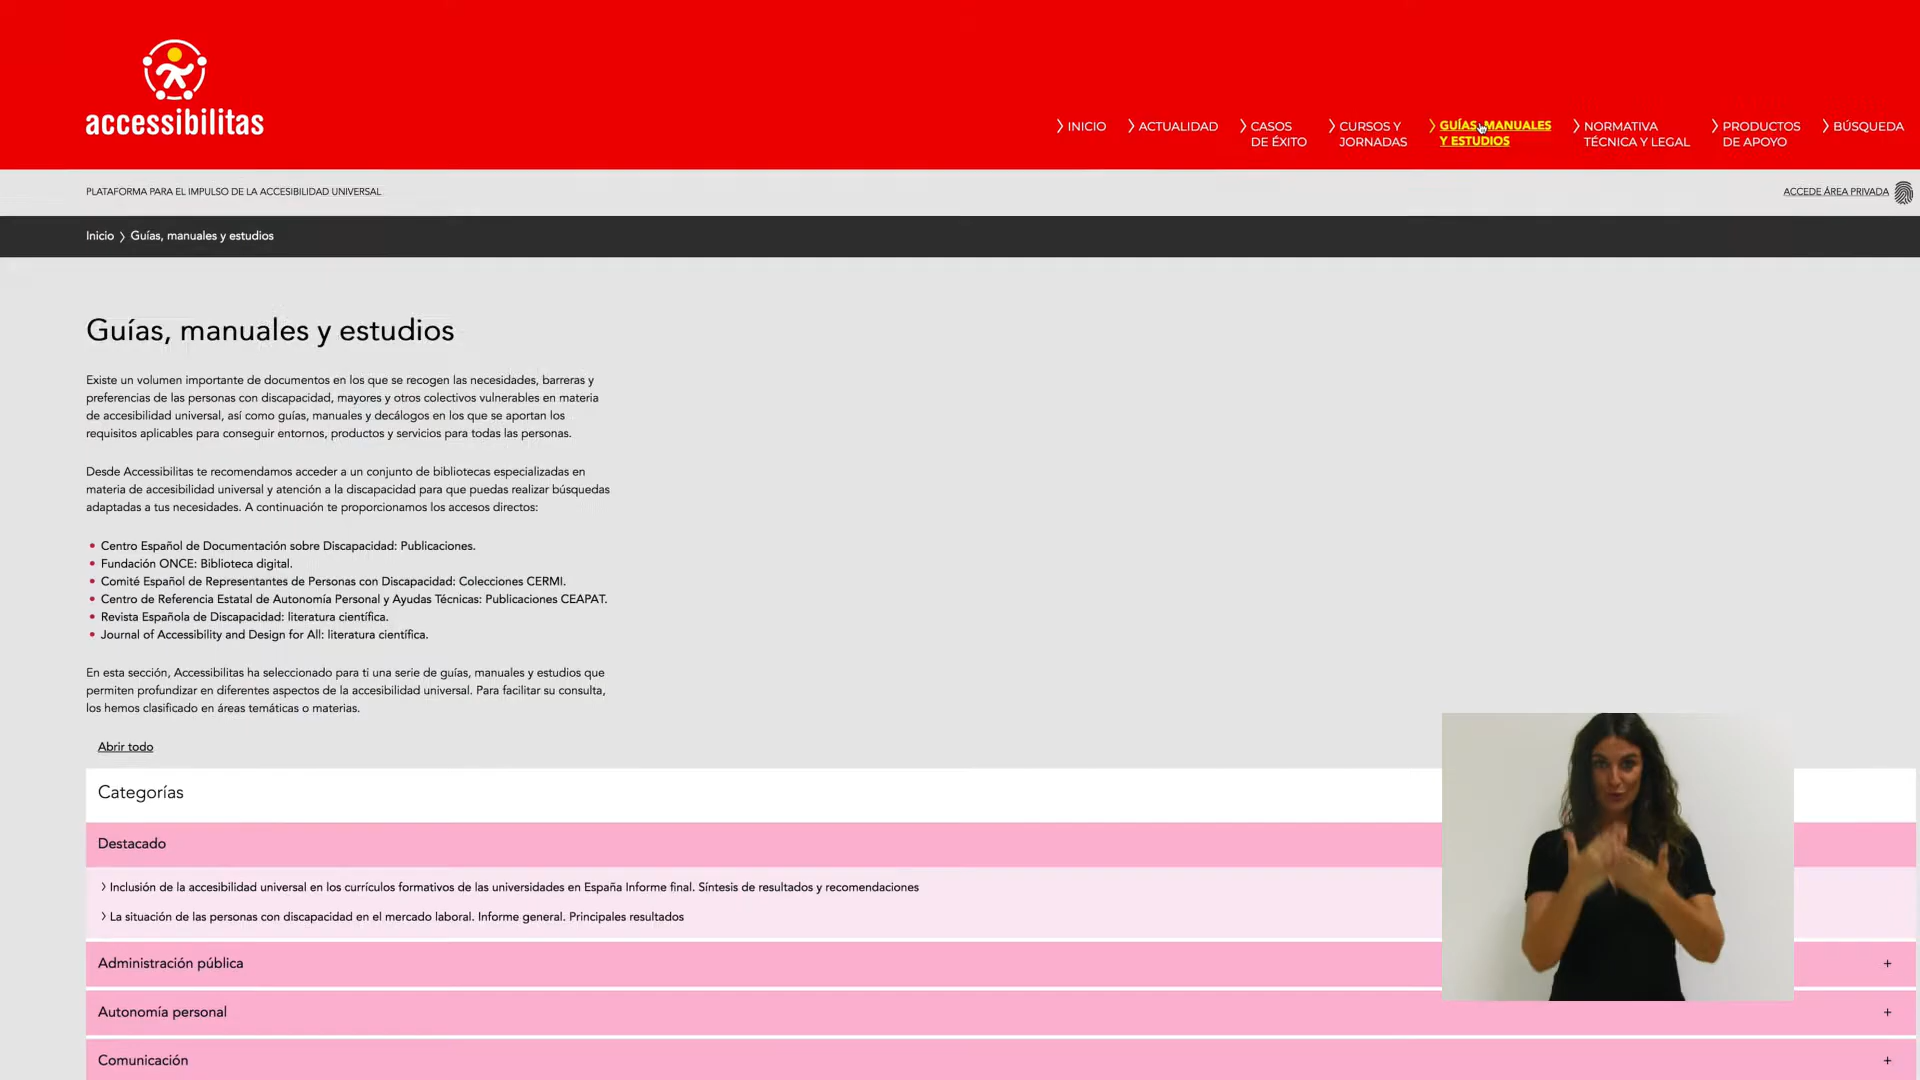 accessibilitas
INICIO
ACTUALIDAD
CASOS
DE ÉXITO
CURSOS Y
JORNADAS
GUÍAS, MANUALES
Y ESTUDIOS
NORMATIVA
TÉCNICA Y LEGAL
PRODUCTOS
DE APOYO
BÚSQUEDA
PLATAFORMA PARA EL IMPULSO DE LA ACCESIBILIDAD UNIVERSAL
ACCEDE ÁREA PRIVADA
Inicio > Guías, manuales y estudios
Guías, manuales y estudios
Existe un volumen importante de documentos en los que se recogen las necesidades, barreras y
preferencias de las personas con discapacidad, mayores y otros colectivos vulnerables en materia
de accesibilidad universal, así como guías, manuales y decálogos en los que se aportan los
requisitos aplicables para conseguir entornos, productos y servicios para todas las personas.
Desde Accessibilitas te recomendamos acceder a un conjunto de bibliotecas especializadas en
materia de accesibilidad universal y atención a la discapacidad para que puedas realizar búsquedas
adaptadas a tus necesidades. A continuación te proporcionamos los accesos directos:
• Centro Español de Documentación sobre Discapacidad: Publicaciones.
• Fundación ONCE: Biblioteca digital.
• Comité Español de Representantes de Personas con Discapacidad: Colecciones CERMI.
• Centro de Referencia Estatal de Autonomía Personal y Ayudas Técnicas: Publicaciones CEAPAT.
• Revista Española de Discapacidad: literatura científica.
• Journal of Accessibility and Design for All: literatura científica.
En esta sección, Accessibilitas ha seleccionado para ti una serie de guías, manuales y estudios que
permiten profundizar en diferentes aspectos de la accesibilidad universal. Para facilitar su consulta,
los hemos clasificado en áreas temáticas o materias.
Abrir todo
Categorías
Destacado
> Inclusión de la accesibilidad universal en los currículos formativos de las universidades en España Informe final. Síntesis de resultados y recomendaciones
> La situación de las personas con discapacidad en el mercado laboral. Informe general. Principales resultados
Administración pública +
Autonomía personal +
Comunicación +